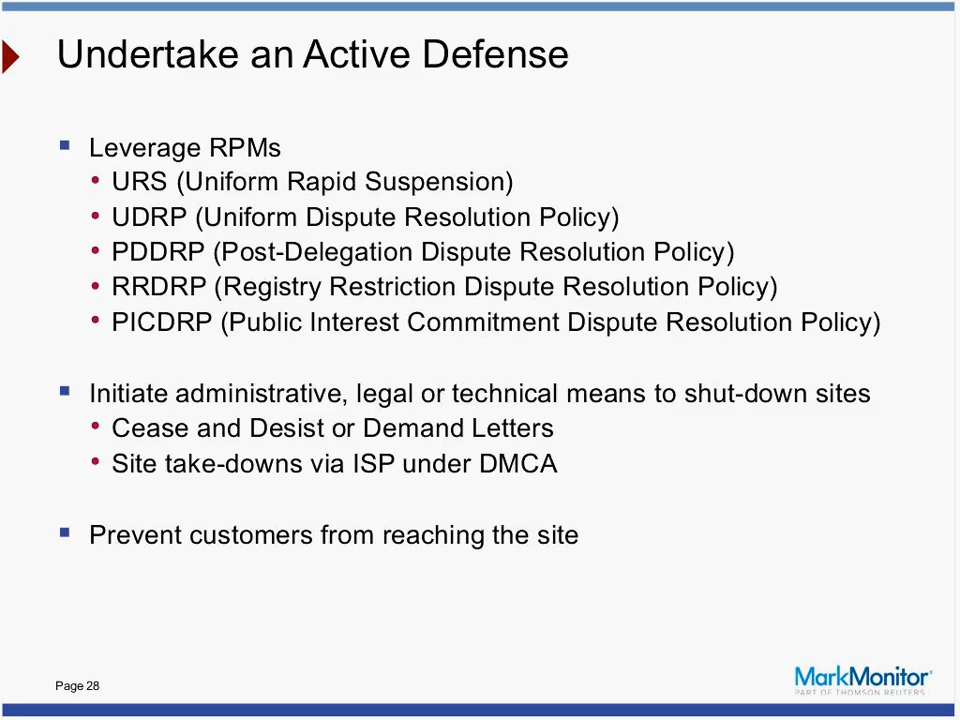 Undertake an Active Defense
Leverage RPMs
• URS (Uniform Rapid Suspension)
• UDRP (Uniform Dispute Resolution Policy)
• PDDRP (Post-Delegation Dispute Resolution Policy)
• RRDRP (Registry Restriction Dispute Resolution Policy)
• PICDRP (Public Interest Commitment Dispute Resolution Policy)
Initiate administrative, legal or technical means to shut-down sites
• Cease and Desist or Demand Letters
• Site take-downs via ISP under DMCA
Prevent customers from reaching the site
Page 28
MarkMonitor
PART OF THOMSON REUTERS